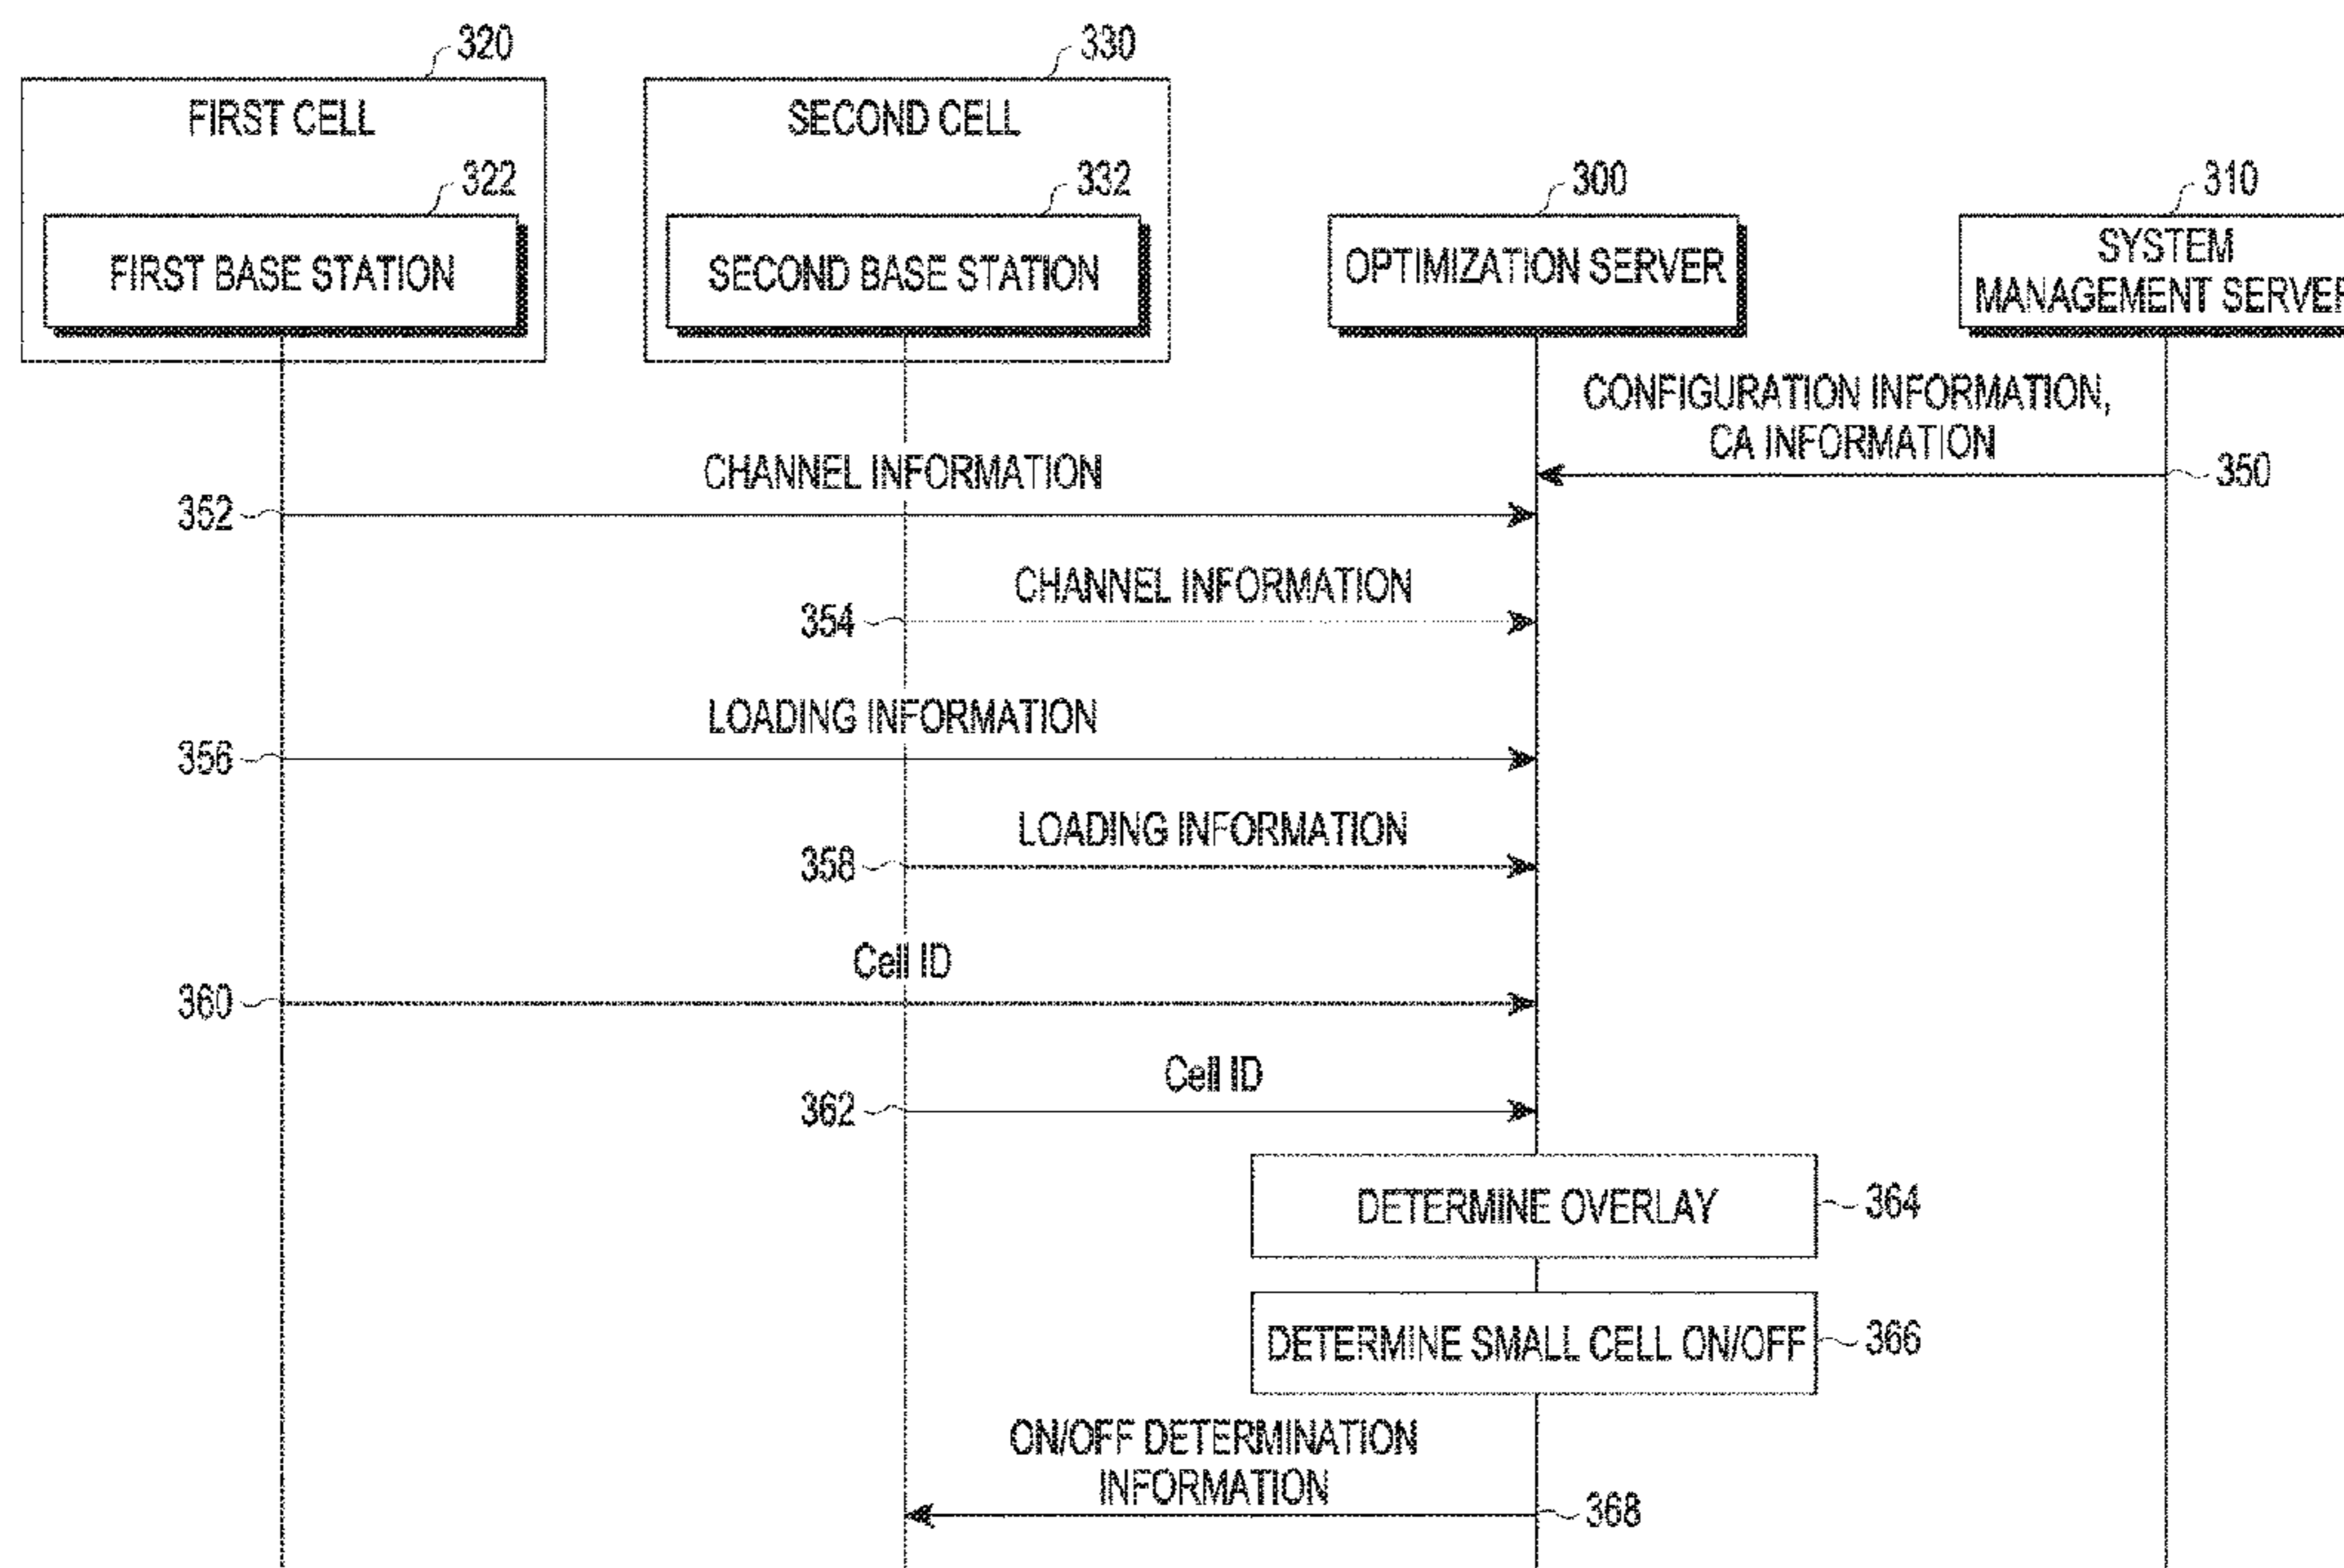 320
330
FIRST CELL
SECOND CELL
322
332
300
310
FIRST BASE STATION
SECOND BASE STATION
OPTIMIZATION SERVER
SYSTEM
MANAGEMENT SERVER
CONFIGURATION INFORMATION,
CA INFORMATION
350
CHANNEL INFORMATION
352
CHANNEL INFORMATION
354
LOADING INFORMATION
356
LOADING INFORMATION
358
Cell ID
360
Cell ID
362
DETERMINE OVERLAY
364
DETERMINE SMALL CELL ON/OFF
366
ON/OFF DETERMINATION
INFORMATION
368